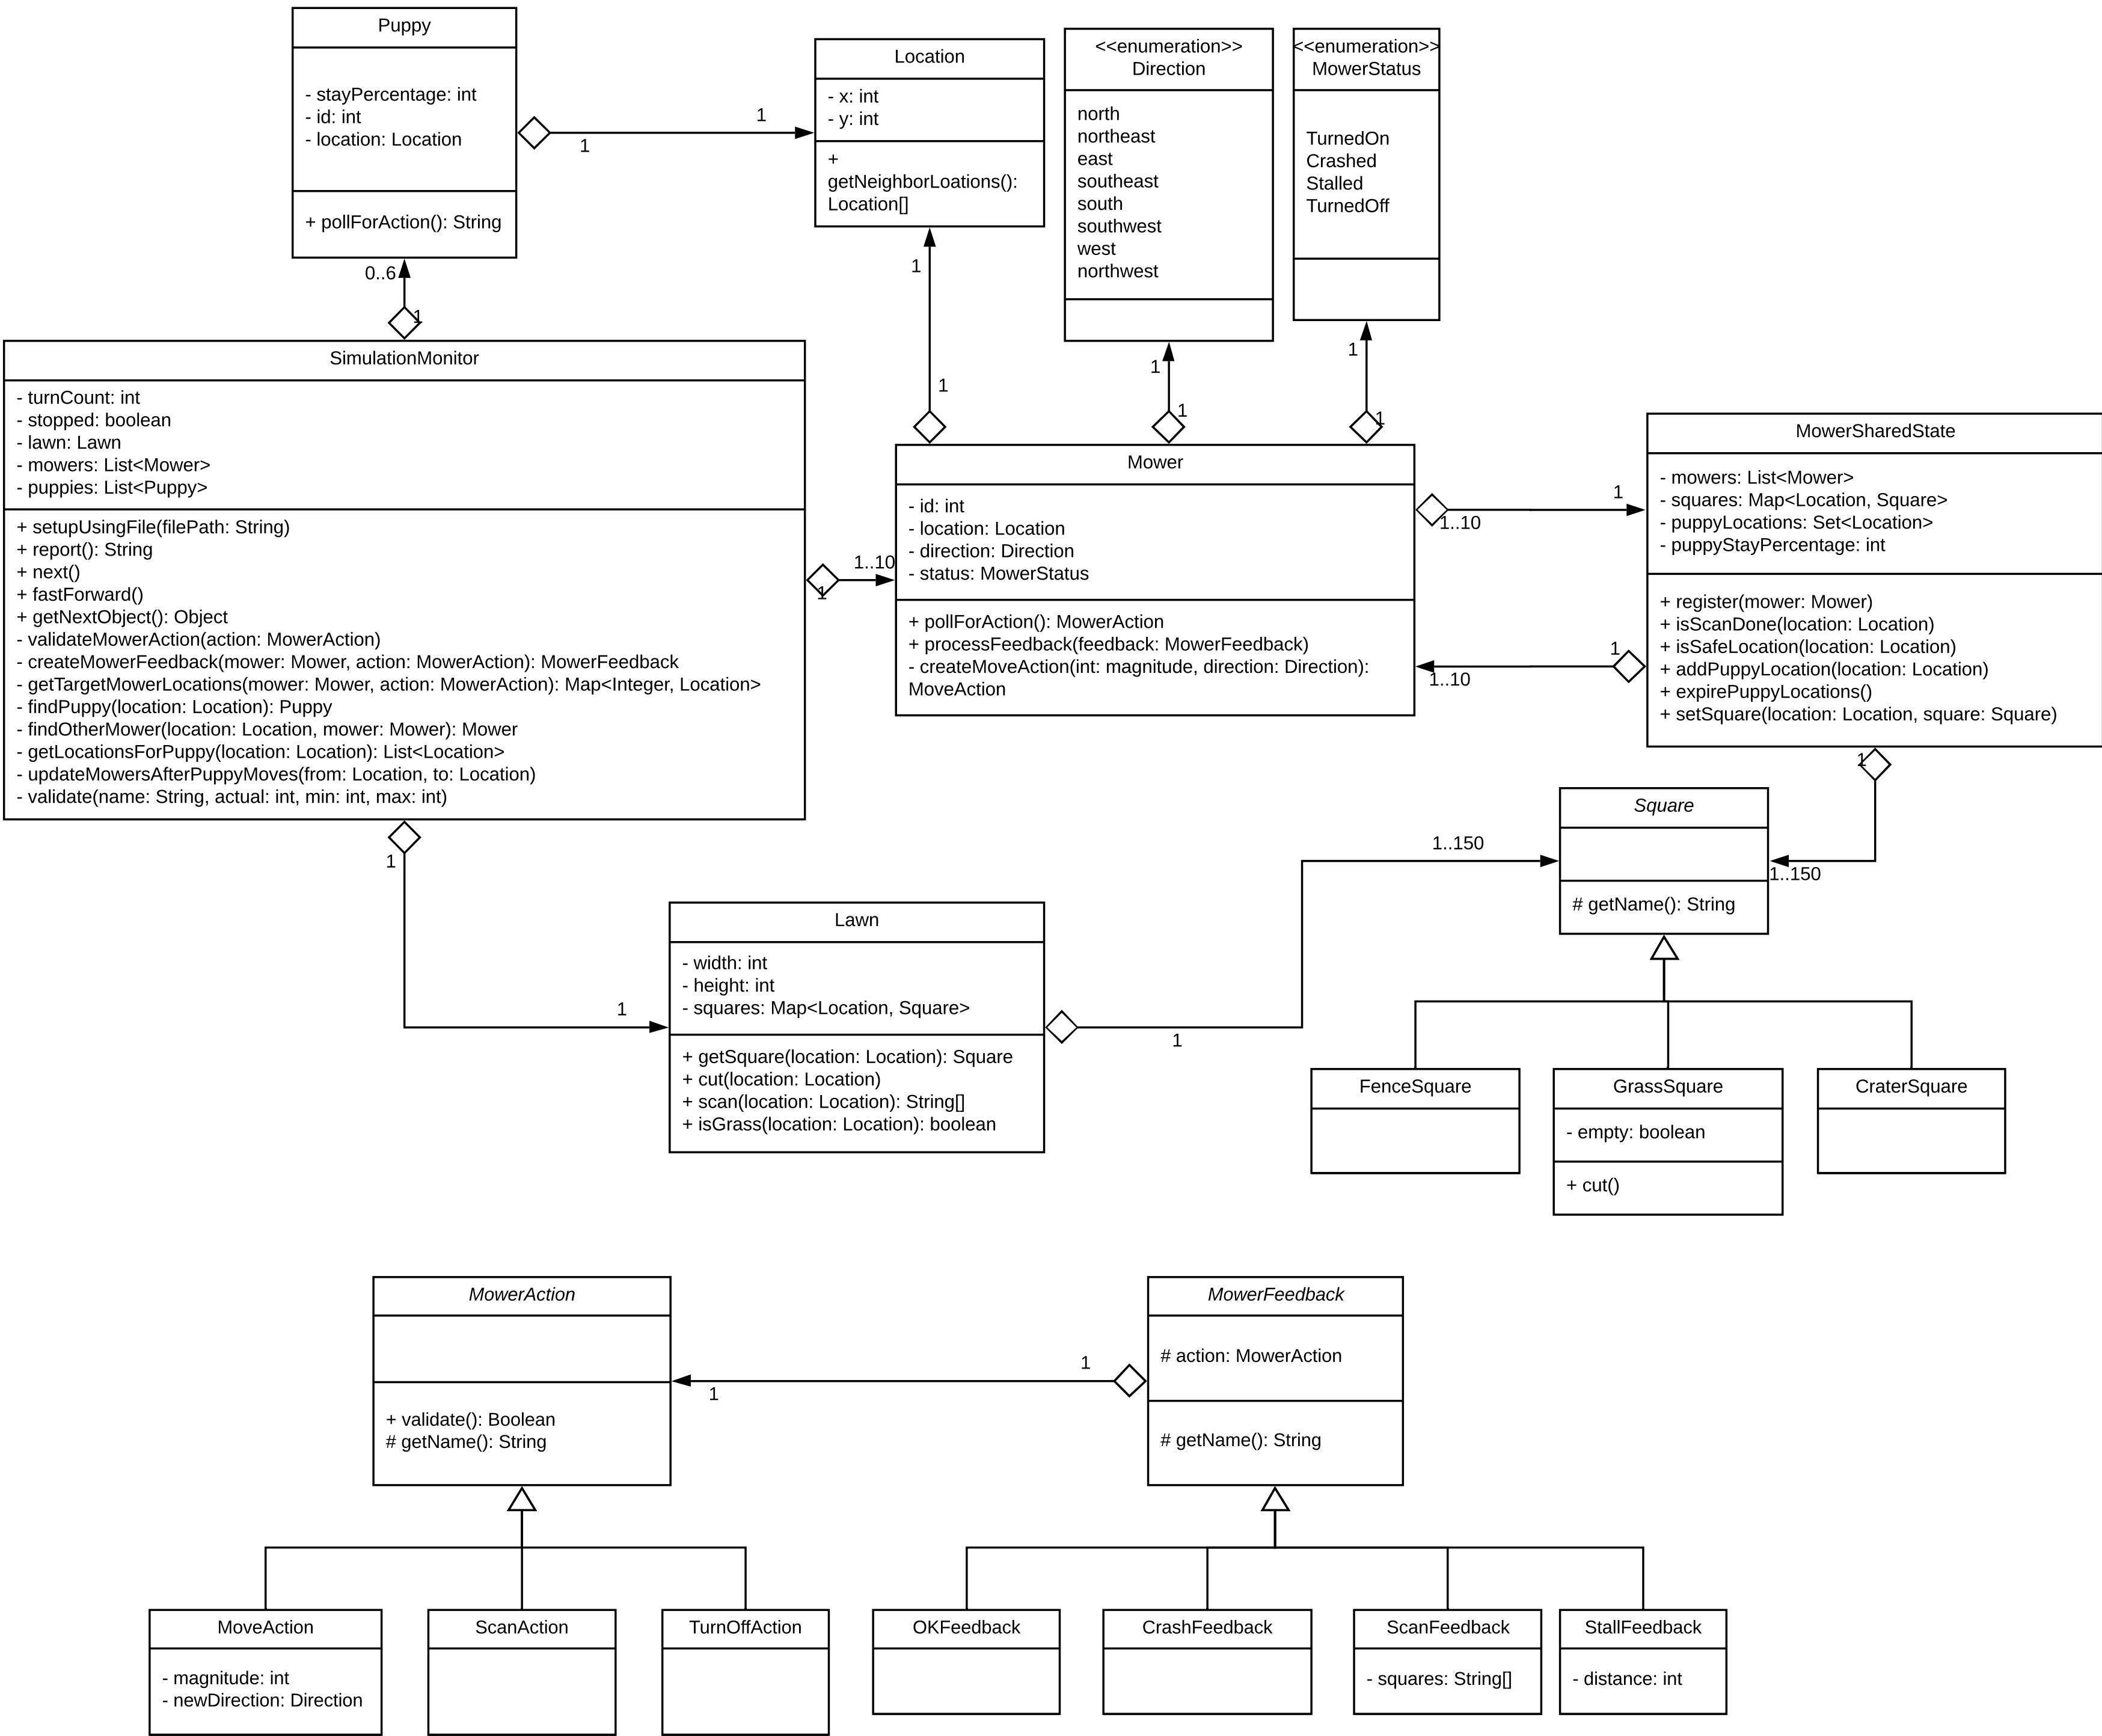 Puppy
- stayPercentage: int
- id: int
- location: Location
+ pollForAction(): String
1
1
Location
- x: int
- y: int
+
getNeighborLoations():
Location[]
<<enumeration>>
Direction
north
northeast
east
southeast
south
southwest
west
northwest
<<enumeration>>
MowerStatus
TurnedOn
Crashed
Stalled
TurnedOff
0..6
1
1
1
1
1
1
1
SimulationMonitor
- turnCount: int
- stopped: boolean
- lawn: Lawn
- mowers: List<Mower>
- puppies: List<Puppy>
+ setupUsingFile(filePath: String)
+ report(): String
+ next()
+ fastForward()
+ getNextObject(): Object
- validateMowerAction(action: MowerAction)
- createMowerFeedback(mower: Mower, action: MowerAction): MowerFeedback
- getTargetMowerLocations(mower: Mower, action: MowerAction): Map<Integer, Location>
- findPuppy(location: Location): Puppy
- findOtherMower(location: Location, mower: Mower): Mower
- getLocationsForPuppy(location: Location): List<Location>
- updateMowersAfterPuppyMoves(from: Location, to: Location)
- validate(name: String, actual: int, min: int, max: int)
1..10
1
Mower
- id: int
- location: Location
- direction: Direction
- status: MowerStatus
+ pollForAction(): MowerAction
+ processFeedback(feedback: MowerFeedback)
- createMoveAction(int: magnitude, direction: Direction):
MoveAction
1
1..10
1
1..10
MowerSharedState
- mowers: List<Mower>
- squares: Map<Location, Square>
- puppyLocations: Set<Location>
- puppyStayPercentage: int
+ register(mower: Mower)
+ isScanDone(location: Location)
+ isSafeLocation(location: Location)
+ addPuppyLocation(location: Location)
+ expirePuppyLocations()
+ setSquare(location: Location, square: Square)
1
1..150
1
1
Lawn
- width: int
- height: int
- squares: Map<Location, Square>
+ getSquare(location: Location): Square
+ cut(location: Location)
+ scan(location: Location): String[]
+ isGrass(location: Location): boolean
1
1..150
Square
# getName(): String
FenceSquare
GrassSquare
- empty: boolean
+ cut()
CraterSquare
MowerAction
+ validate(): Boolean
# getName(): String
1
1
MowerFeedback
# action: MowerAction
# getName(): String
MoveAction
- magnitude: int
- newDirection: Direction
ScanAction
TurnOffAction
OKFeedback
CrashFeedback
ScanFeedback
- squares: String[]
StallFeedback
- distance: int